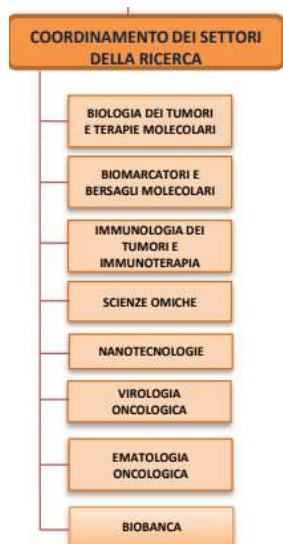 COORDINAMENTO DEI SETTORI
DELLA RICERCA
BIOLOGIA DEI TUMORI
E TERAPIE MOLECOLARI
BIOMARCATORI E
BERSAGLI MOLECOLARI
IMMUNOLOGIA DEI
TUMORI E
IMMUNOTERAPIA
SCIENZE OMICHE
NANOTECNOLOGIE
VIROLOGIA
ONCOLOGICA
EMATOLOGIA
ONCOLOGICA
BIOBANCA